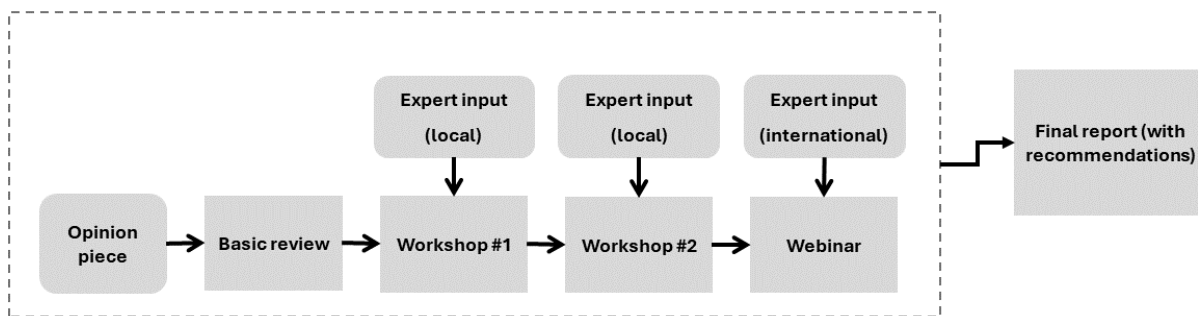 Expert input
(local)
Expert input
(local)
Expert input
(international)
Final report (with
recommendations)
Opinion
piece
Basic review
Workshop #1
Workshop #2
Webinar